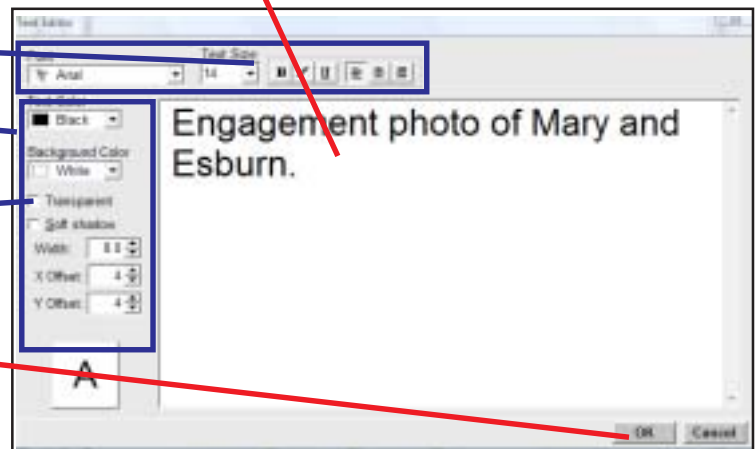 Text Editor
Font
Text Size
Arial
14
B U
Text Color
Black
Background Color
White
Transparent
Soft shadow
Width:
X Offset: 4
Y Offset: 4
A
Engagement photo of Mary and
Esburn.
OK Cancel